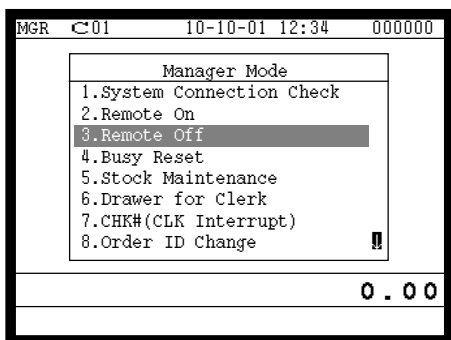 MGR C01 10-10-01 12:34 000000
Manager Mode
1.System Connection Check
2.Remote On
3.Remote Off
4.Busy Reset
5.Stock Maintenance
6.Drawer for Clerk
7.CHK#(CLK Interrupt)
8.Order ID Change
0.00